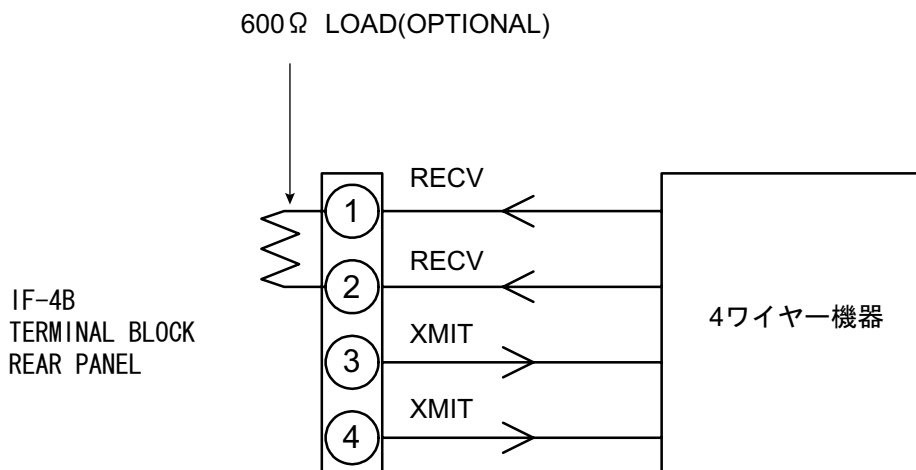 600Ω LOAD(OPTIONAL)
RECV
1
RECV
2
XMIT
3
XMIT
4
IF-4B
TERMINAL BLOCK
REAR PANEL
4ワイヤー機器